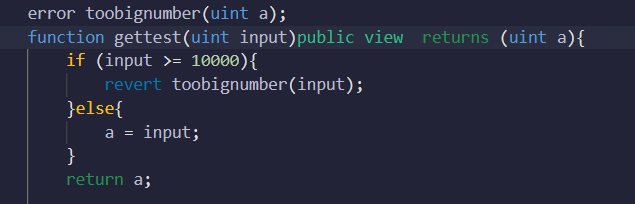 error toobignumber(uint a);
function gettest(uint input)public view  returns (uint a){
    if (input >= 10000){
        revert toobignumber(input);
    }else{
        a = input;
    }
    return a;